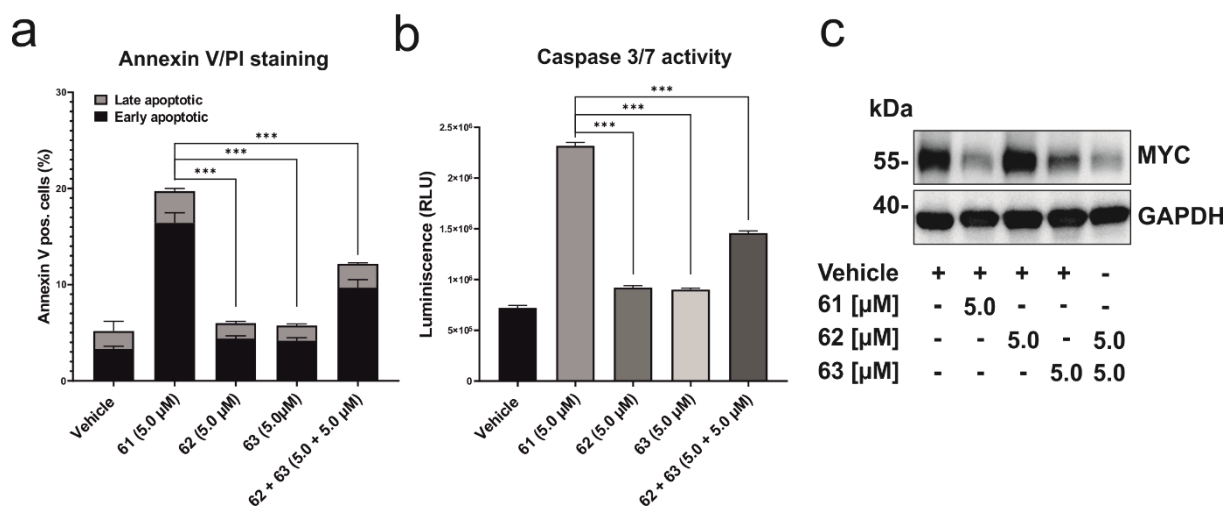 a
Annexin V/PI staining
Annexin V pos. cells (%)
30
20
10
0
Late apoptotic
Early apoptotic
***
***
***
Vehicle
61 (5.0 µM)
62 (5.0 µM)
63 (5.0µM)
62 + 63 (5.0 + 5.0 µM)
b
Caspase 3/7 activity
Luminiscence (RLU)
2.5×10⁶
2×10⁶
1.5×10⁶
1×10⁶
5×10⁶
0
***
***
***
Vehicle
61 (5.0 µM)
62 (5.0 µM)
63 (5.0 µM)
62 + 63 (5.0 + 5.0 µM)
c
kDa
55-
MYC
40-
GAPDH
Vehicle + + + + -
61 [µM] - 5.0 - - -
62 [µM] - - 5.0 - 5.0
63 [µM] - - - 5.0 5.0